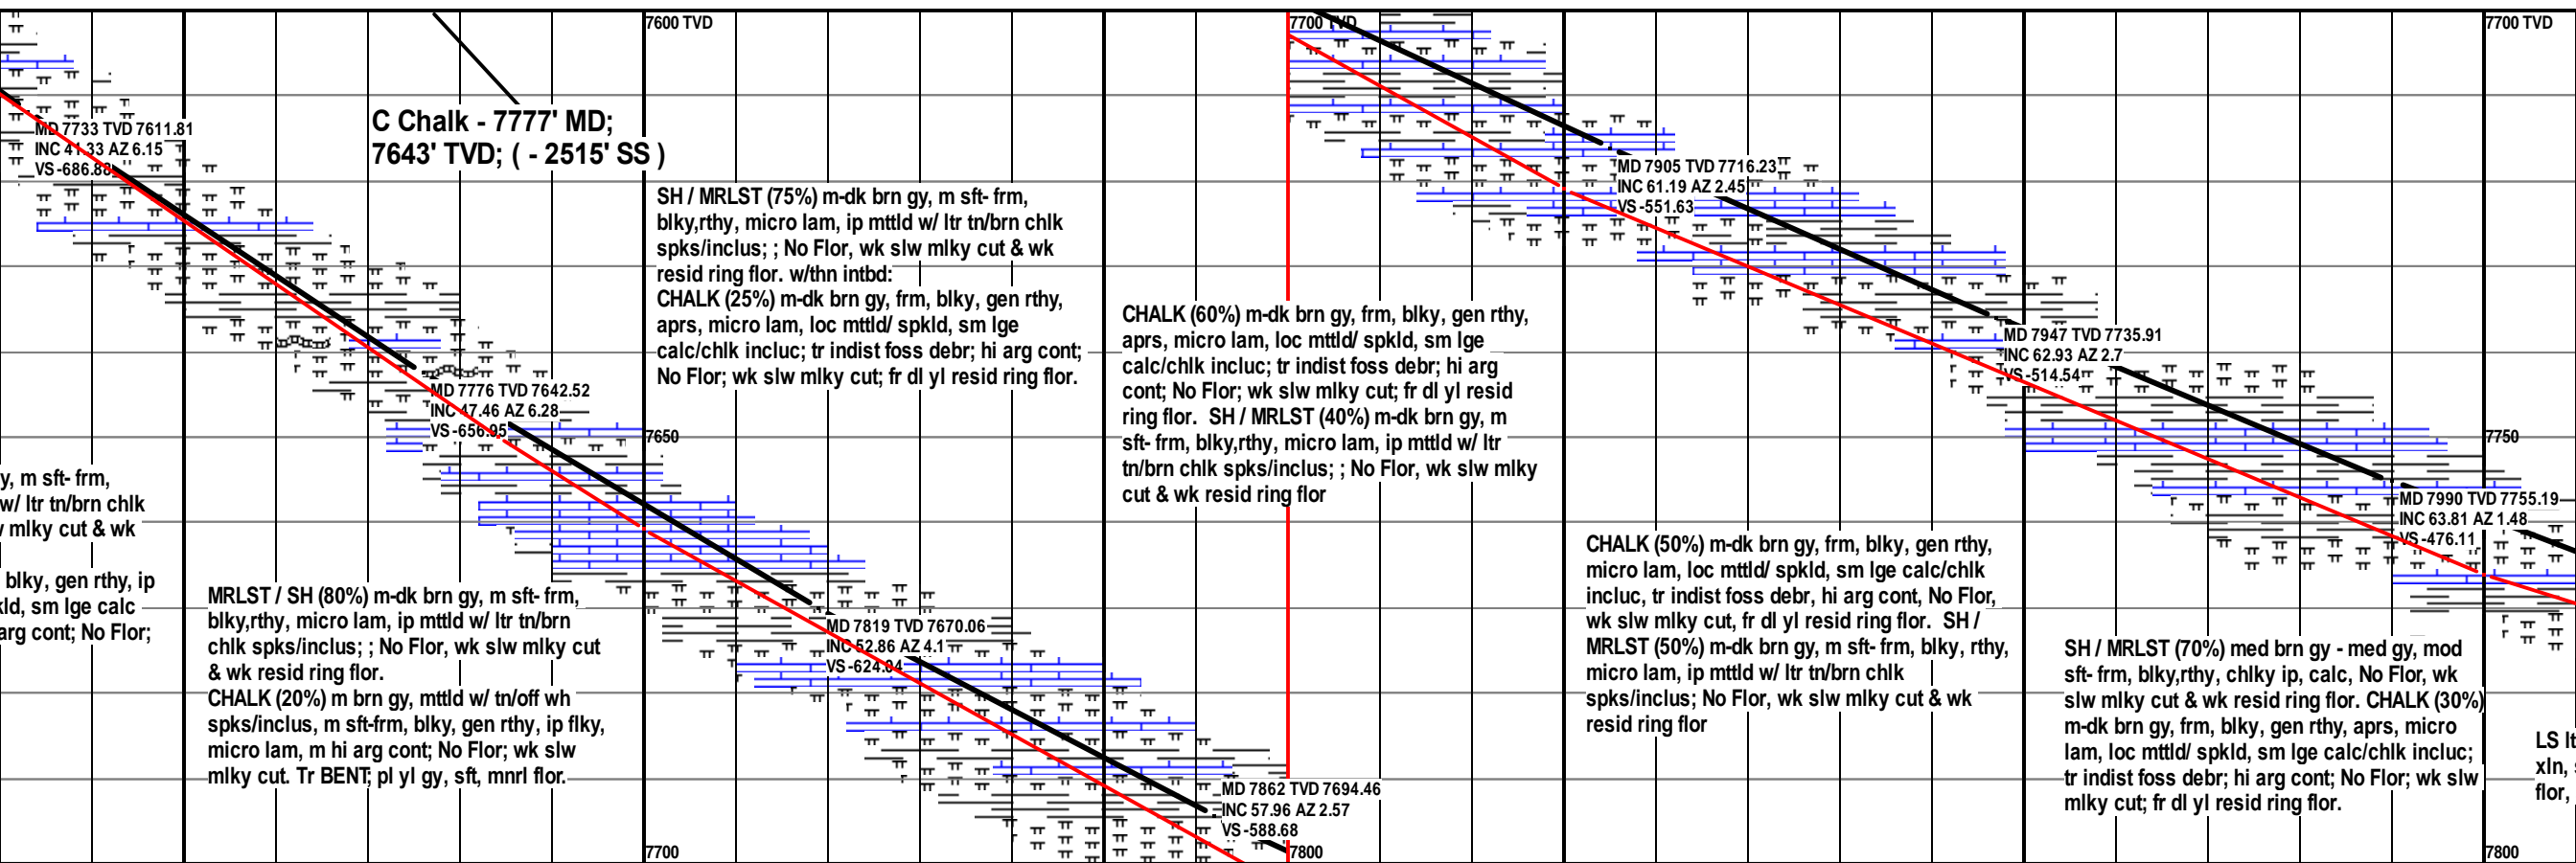 7600 TVD
7700 TVD
7700 TVD
MD 7733 TVD 7611.81
INC 41.33 AZ 6.15
VS -686.88
C Chalk - 7777' MD;
7643' TVD; ( - 2515' SS )
SH / MRLST (75%) m-dk brn gy, m sft- frm,
blky,rthy, micro lam, ip mttld w/ ltr tn/brn chlk
spks/inclus; ; No Flor, wk slw mlky cut & wk
resid ring flor. w/thn intbd:
CHALK (25%) m-dk brn gy, frm, blky, gen rthy,
aprs, micro lam, loc mttld/ spkld, sm lge
calc/chlk incluc; tr indist foss debr; hi arg cont;
No Flor; wk slw mlky cut; fr dl yl resid ring flor.
MD 7776 TVD 7642.52
INC 47.46 AZ 6.28
VS -656.95
7650
y, m sft- frm,
w/ ltr tn/brn chlk
mlky cut & wk
blky, gen rthy, ip
kld, sm lge calc
arg cont; No Flor;
MRLST / SH (80%) m-dk brn gy, m sft- frm,
blky,rthy, micro lam, ip mttld w/ ltr tn/brn
chlk spks/inclus; ; No Flor, wk slw mlky cut
& wk resid ring flor.
CHALK (20%) m brn gy, mttld w/ tn/off wh
spks/inclus, m sft-frm, blky, gen rthy, ip flky,
micro lam, m hi arg cont; No Flor; wk slw
mlky cut. Tr BENT; pl yl gy, sft, mnrl flor.
MD 7819 TVD 7670.06
INC 52.86 AZ 4.1
VS -624.04
7700
CHALK (60%) m-dk brn gy, frm, blky, gen rthy,
aprs, micro lam, loc mttld/ spkld, sm lge
calc/chlk incluc; tr indist foss debr; hi arg
cont; No Flor; wk slw mlky cut; fr dl yl resid
ring flor. SH / MRLST (40%) m-dk brn gy, m
sft- frm, blky,rthy, micro lam, ip mttld w/ ltr
tn/brn chlk spks/inclus; ; No Flor, wk slw mlky
cut & wk resid ring flor
MD 7862 TVD 7694.46
INC 57.96 AZ 2.57
VS -588.68
7800
MD 7905 TVD 7716.23
INC 61.19 AZ 2.45
VS -551.63
CHALK (50%) m-dk brn gy, frm, blky, gen rthy,
micro lam, loc mttld/ spkld, sm lge calc/chlk
incluc, tr indist foss debr, hi arg cont, No Flor,
wk slw mlky cut, fr dl yl resid ring flor. SH /
MRLST (50%) m-dk brn gy, m sft- frm, blky, rthy,
micro lam, ip mttld w/ ltr tn/brn chlk
spks/inclus; No Flor, wk slw mlky cut & wk
resid ring flor
MD 7947 TVD 7735.91
INC 62.93 AZ 2.7
VS -514.54
7750
MD 7990 TVD 7755.19
INC 63.81 AZ 1.48
VS -476.11
SH / MRLST (70%) med brn gy - med gy, mod
sft- frm, blky,rthy, chlky ip, calc, No Flor, wk
slw mlky cut & wk resid ring flor. CHALK (30%)
m-dk brn gy, frm, blky, gen rthy, aprs, micro
lam, loc mttld/ spkld, sm lge calc/chlk incluc;
tr indist foss debr; hi arg cont; No Flor; wk slw
mlky cut; fr dl yl resid ring flor.
LS lt
xln,
flor,
7800